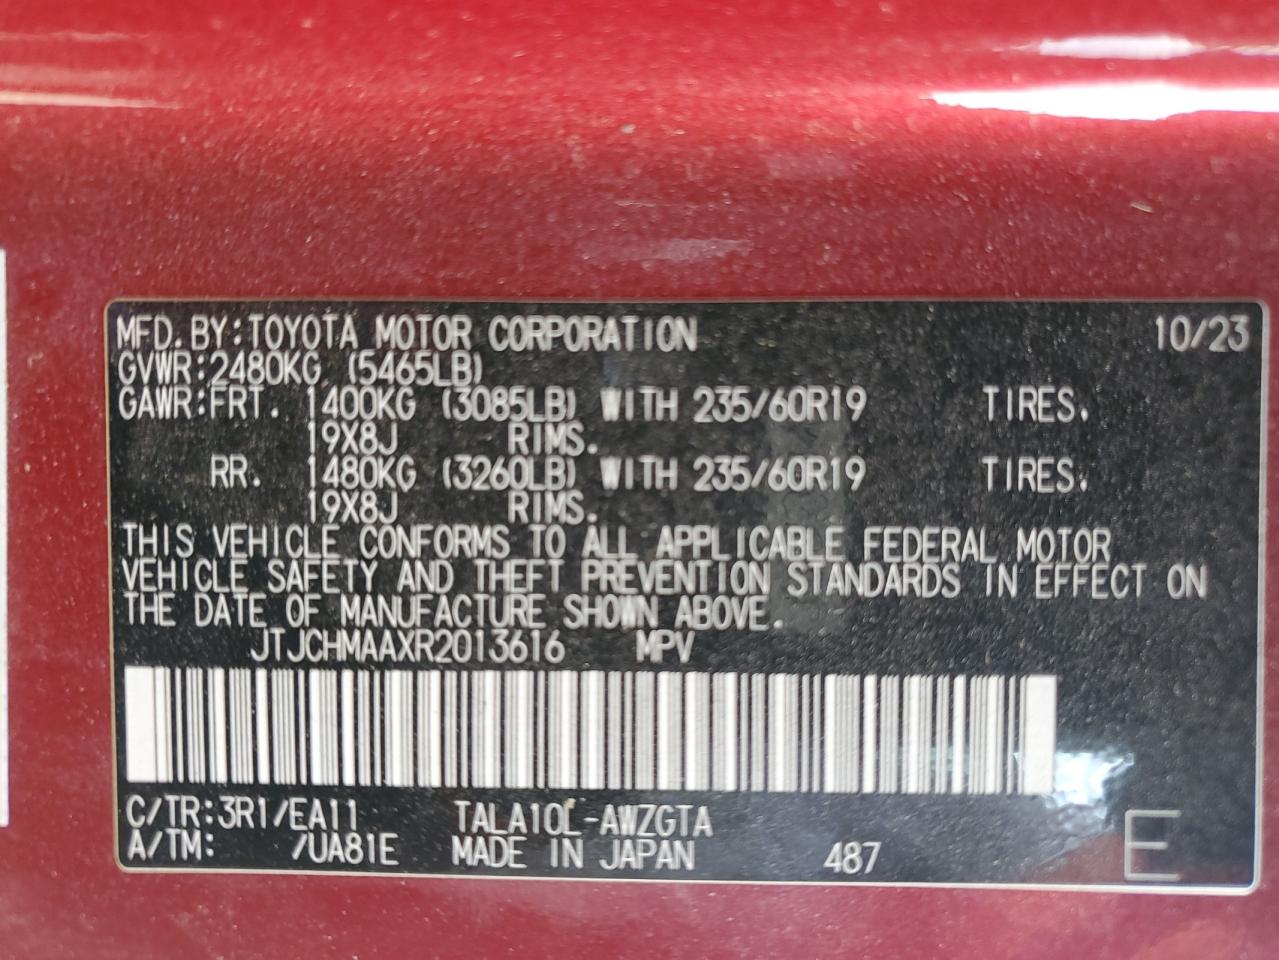 MFD. BY: TOYOTA MOTOR CORPORATION 10/23
GVWR: 2480KG (5465LB)
GAWR: FRT. 1400KG (3085LB) WITH 235/60R19 TIRES.
19X8J RIMS.
RR. 1480KG (3260LB) WITH 235/60R19 TIRES.
19X8J RIMS.
THIS VEHICLE CONFORMS TO ALL APPLICABLE FEDERAL MOTOR
VEHICLE SAFETY AND THEFT PREVENTION STANDARDS IN EFFECT ON
THE DATE OF MANUFACTURE SHOWN ABOVE.
JTJCHMAAXR2013616 MPV
C/TR: 3R1/EA11 TALA10L-AWZGTA
A/TM: /UA81E MADE IN JAPAN 487 E